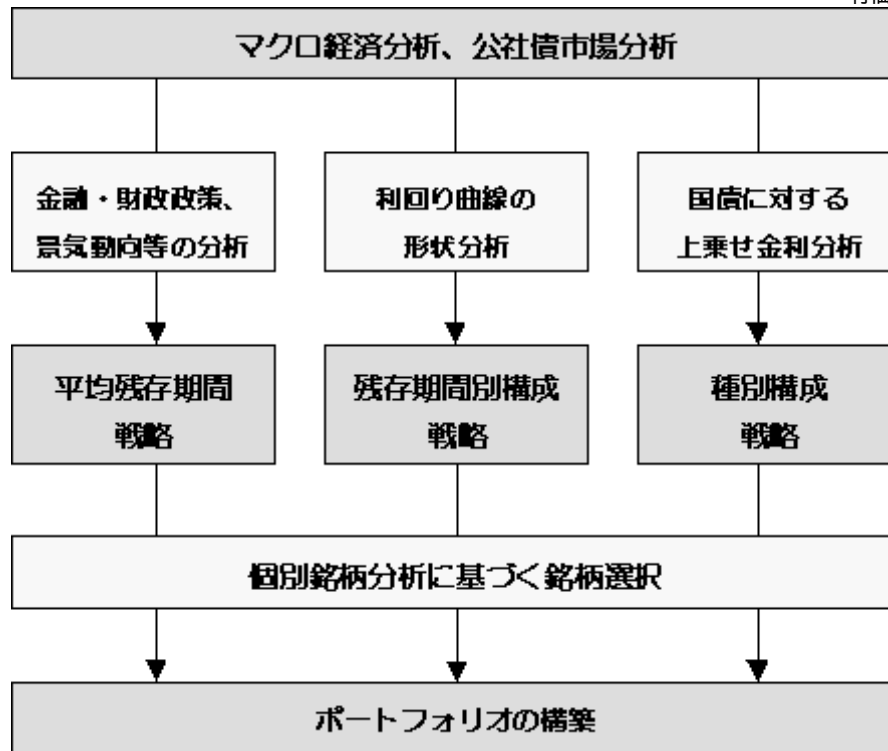 マクロ経済分析、公社債市場分析
金融・財政政策、
景気動向等の分析
利回り曲線の
形状分析
国債に対する
上乗せ金利分析
平均残存期間
戦略
残存期間別構成
戦略
種別構成
戦略
個別銘柄分析に基づく銘柄選択
ポートフォリオの構築